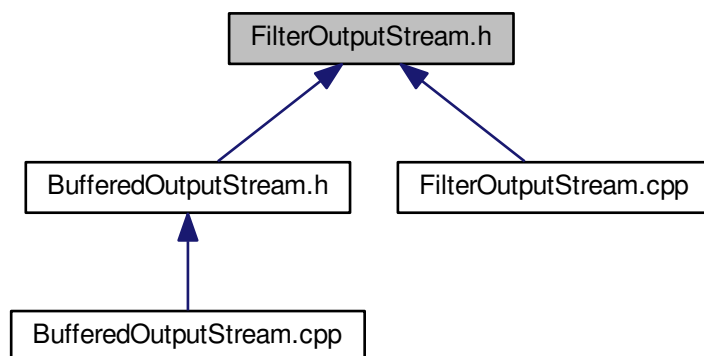 FilterOutputStream.h
BufferedOutputStream.h
FilterOutputStream.cpp
BufferedOutputStream.cpp